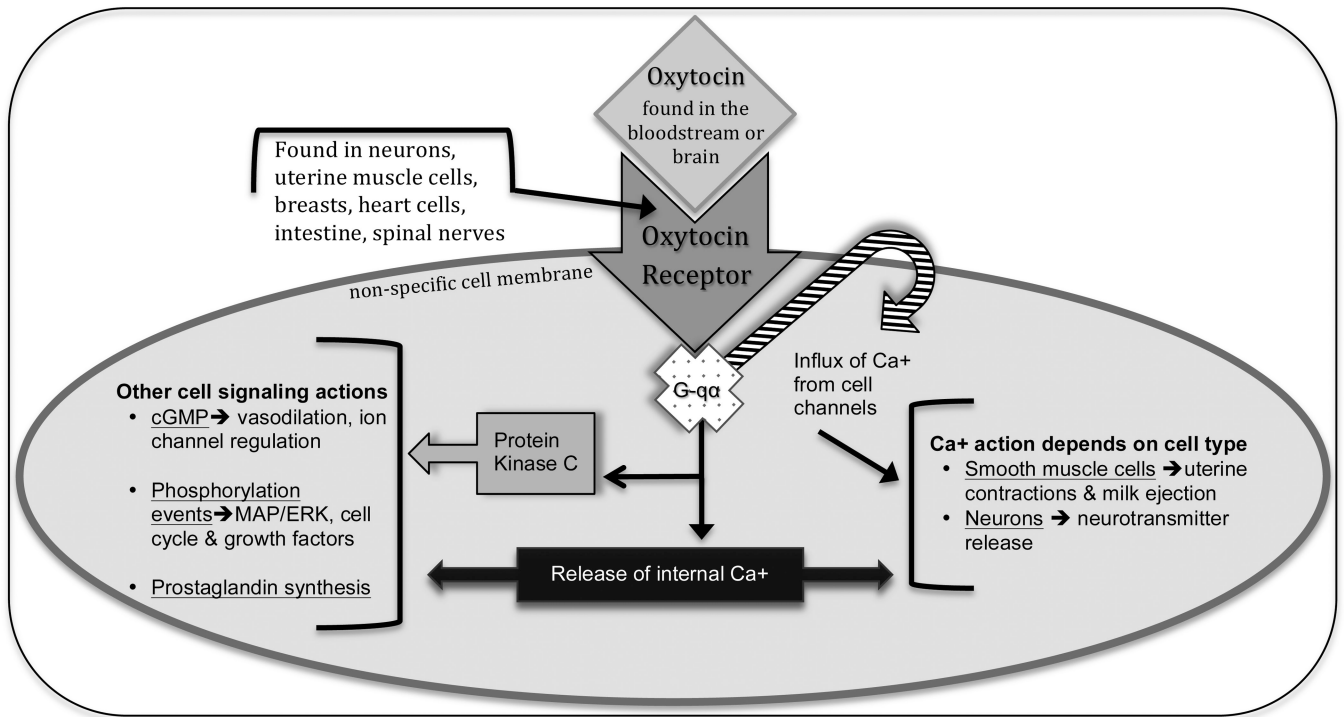 Oxytocin
found in the
bloodstream or
brain
Found in neurons,
uterine muscle cells,
breasts, heart cells,
intestine, spinal nerves
Oxytocin
Receptor
non-specific cell membrane
G-qα
Influx of Ca+
from cell
channels
Other cell signaling actions
• cGMP➔ vasodilation, ion
channel regulation
• Phosphorylation
events➔MAP/ERK, cell
cycle & growth factors
• Prostaglandin synthesis
Protein
Kinase C
Release of internal Ca+
Ca+ action depends on cell type
• Smooth muscle cells ➔uterine
contractions & milk ejection
• Neurons ➔ neurotransmitter
release